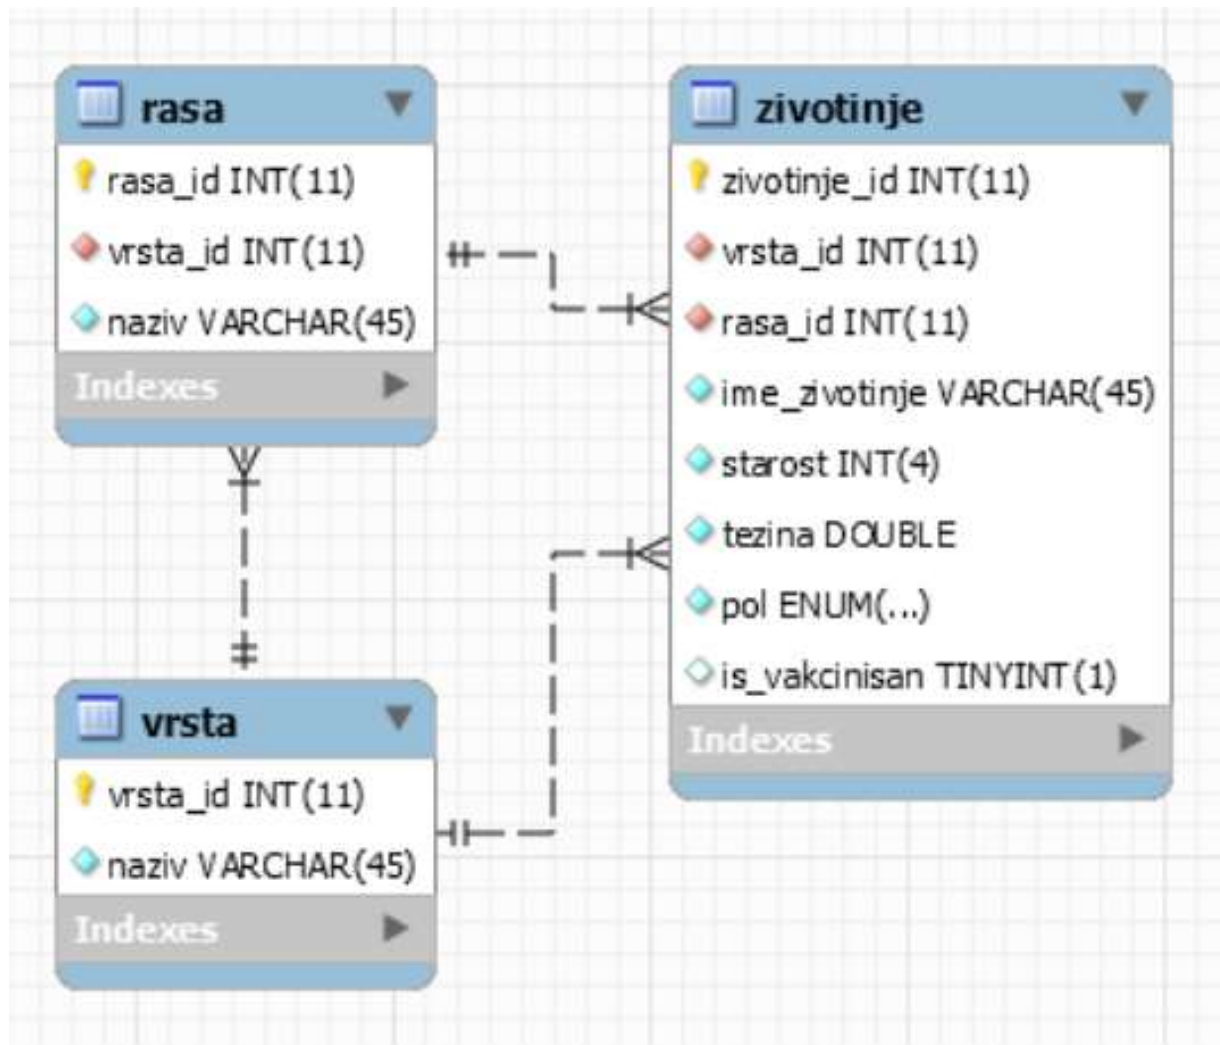 rasa
rasa_id INT(11)
vrsta_id INT(11)
naziv VARCHAR(45)
Indexes
vrsta
vrsta_id INT(11)
naziv VARCHAR(45)
Indexes
zivotinje
zivotinje_id INT(11)
vrsta_id INT(11)
rasa_id INT(11)
ime_zivotinje VARCHAR(45)
starost INT(4)
tezina DOUBLE
pol ENUM(...)
is_vakcinisan TINYINT(1)
Indexes